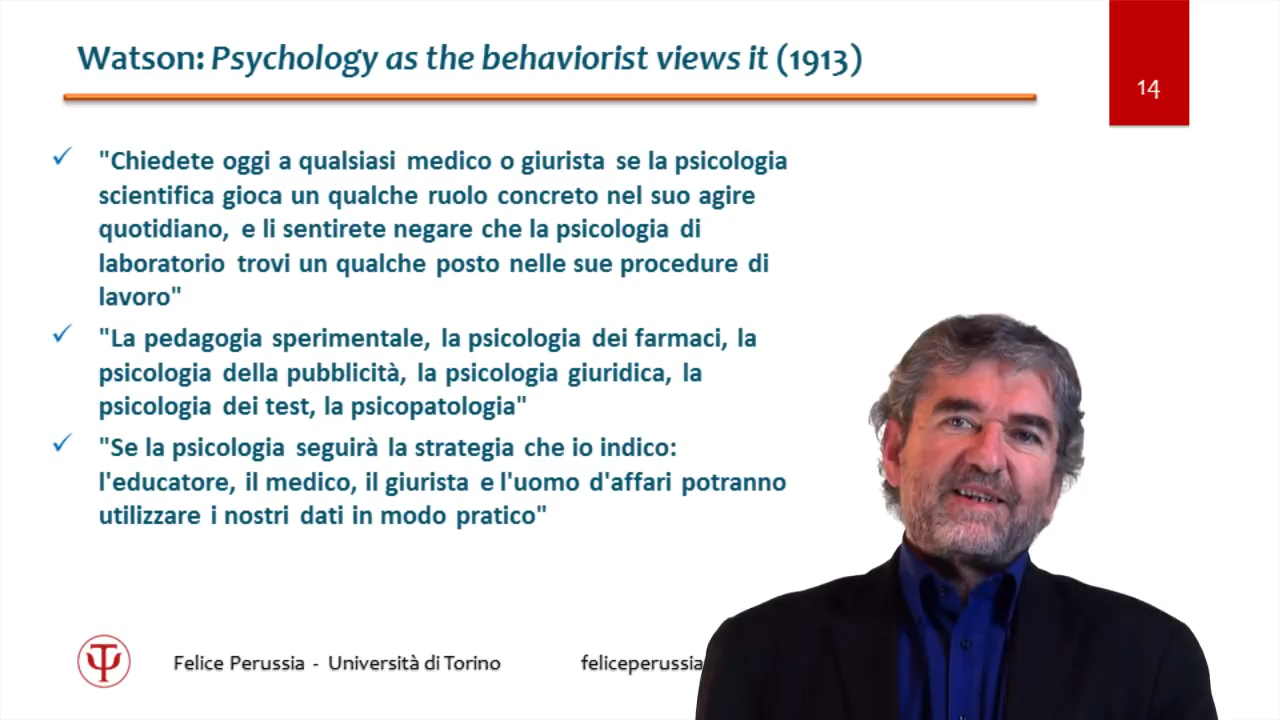 Watson: Psychology as the behaviorist views it (1913)
14
"Chiedete oggi a qualsiasi medico o giurista se la psicologia
scientifica gioca un qualche ruolo concreto nel suo agire
quotidiano, e li sentirete negare che la psicologia di
laboratorio trovi un qualche posto nelle sue procedure di
lavoro"
"La pedagogia sperimentale, la psicologia dei farmaci, la
psicologia della pubblicità, la psicologia giuridica, la
psicologia dei test, la psicopatologia"
"Se la psicologia seguirà la strategia che io indico:
l'educatore, il medico, il giurista e l'uomo d'affari potranno
utilizzare i nostri dati in modo pratico"
Felice Perussia - Università di Torino feliceperussia